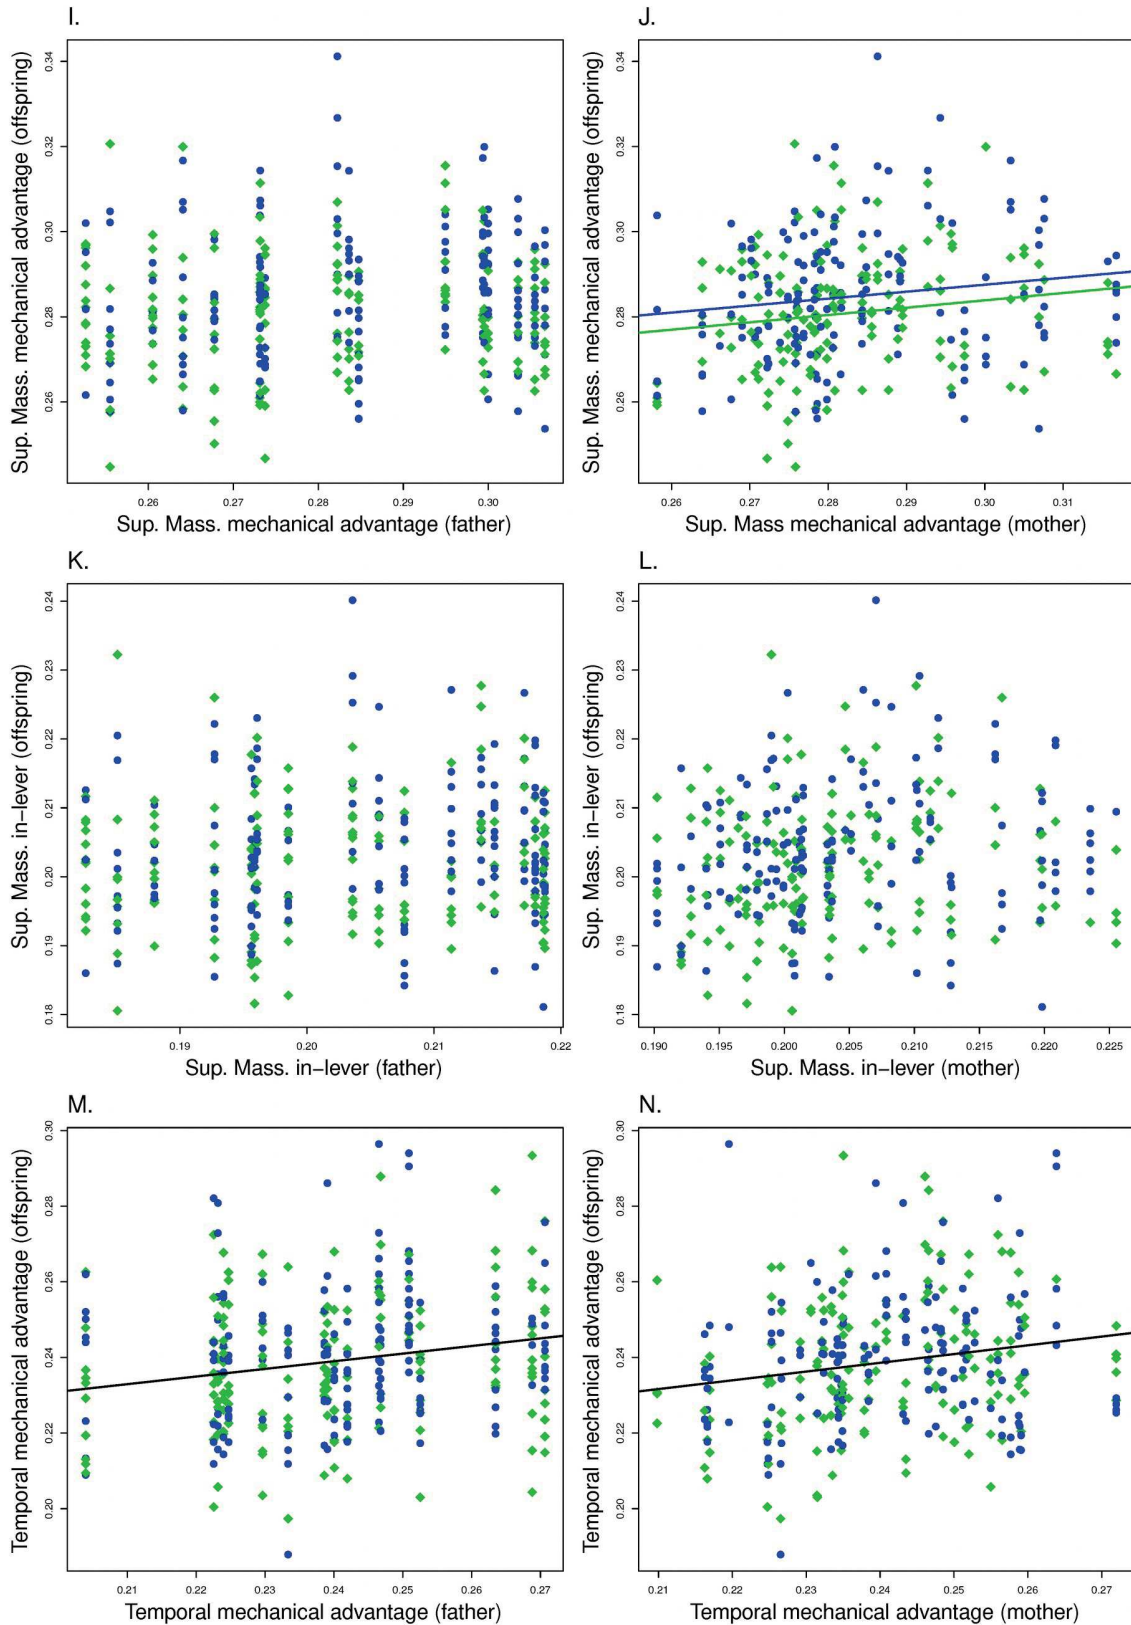 I.
Sup. Mass. mechanical advantage (offspring)
0.34
0.32
0.30
0.28
0.26
0.26 0.27 0.28 0.29 0.30
Sup. Mass. mechanical advantage (father)
J.
Sup. Mass. mechanical advantage (offspring)
0.34
0.32
0.30
0.28
0.26
0.26 0.27 0.28 0.29 0.30 0.31
Sup. Mass mechanical advantage (mother)
K.
Sup. Mass. in−lever (offspring)
0.24
0.23
0.22
0.21
0.20
0.19
0.18
0.19 0.20 0.21 0.22
Sup. Mass. in−lever (father)
L.
Sup. Mass. in−lever (offspring)
0.24
0.23
0.22
0.21
0.20
0.19
0.18
0.190 0.195 0.200 0.205 0.210 0.215 0.220 0.225
Sup. Mass. in−lever (mother)
M.
Temporal mechanical advantage (offspring)
0.30
0.28
0.26
0.24
0.22
0.20
0.21 0.22 0.23 0.24 0.25 0.26 0.27
Temporal mechanical advantage (father)
N.
Temporal mechanical advantage (offspring)
0.30
0.28
0.26
0.24
0.22
0.20
0.21 0.22 0.23 0.24 0.25 0.26 0.27
Temporal mechanical advantage (mother)